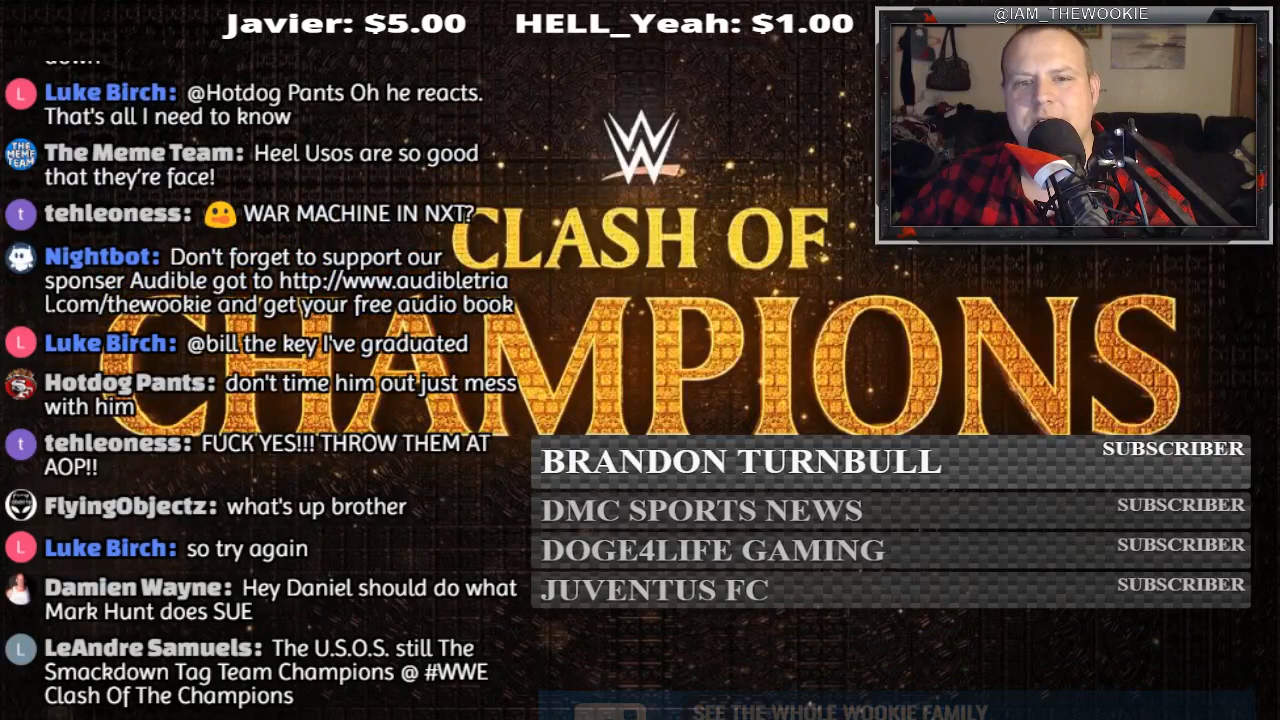 Javier: $5.00 HELL_Yeah: $1.00
@IAM_THEWOOKIE
down
Luke Birch: @Hotdog Pants Oh he reacts.
That's all I need to know
The Meme Team: Heel Usos are so good
that they're face!
tehleoness: WAR MACHINE IN NXT?
Nightbot: Don't forget to support our
sponser Audible got to http://www.audibletria
l.com/thewookie and get your free audio book
Luke Birch: @bill the key I've graduated
Hotdog Pants: don't time him out just mess
with him
tehleoness: FUCK YES!!! THROW THEM AT
AOP!!
FlyingObjectz: what's up brother
Luke Birch: so try again
Damien Wayne: Hey Daniel should do what
Mark Hunt does SUE
LeAndre Samuels: The U.S.O.S. still The
Smackdown Tag Team Champions @ #WWE
Clash Of The Champions
THE MEME TEAM
W
CLASH OF
CHAMPIONS
BRANDON TURNBULL SUBSCRIBER
DMC SPORTS NEWS SUBSCRIBER
DOGE4LIFE GAMING SUBSCRIBER
JUVENTUS FC SUBSCRIBER
SEE THE WHOLE WOOKIE FAMILY